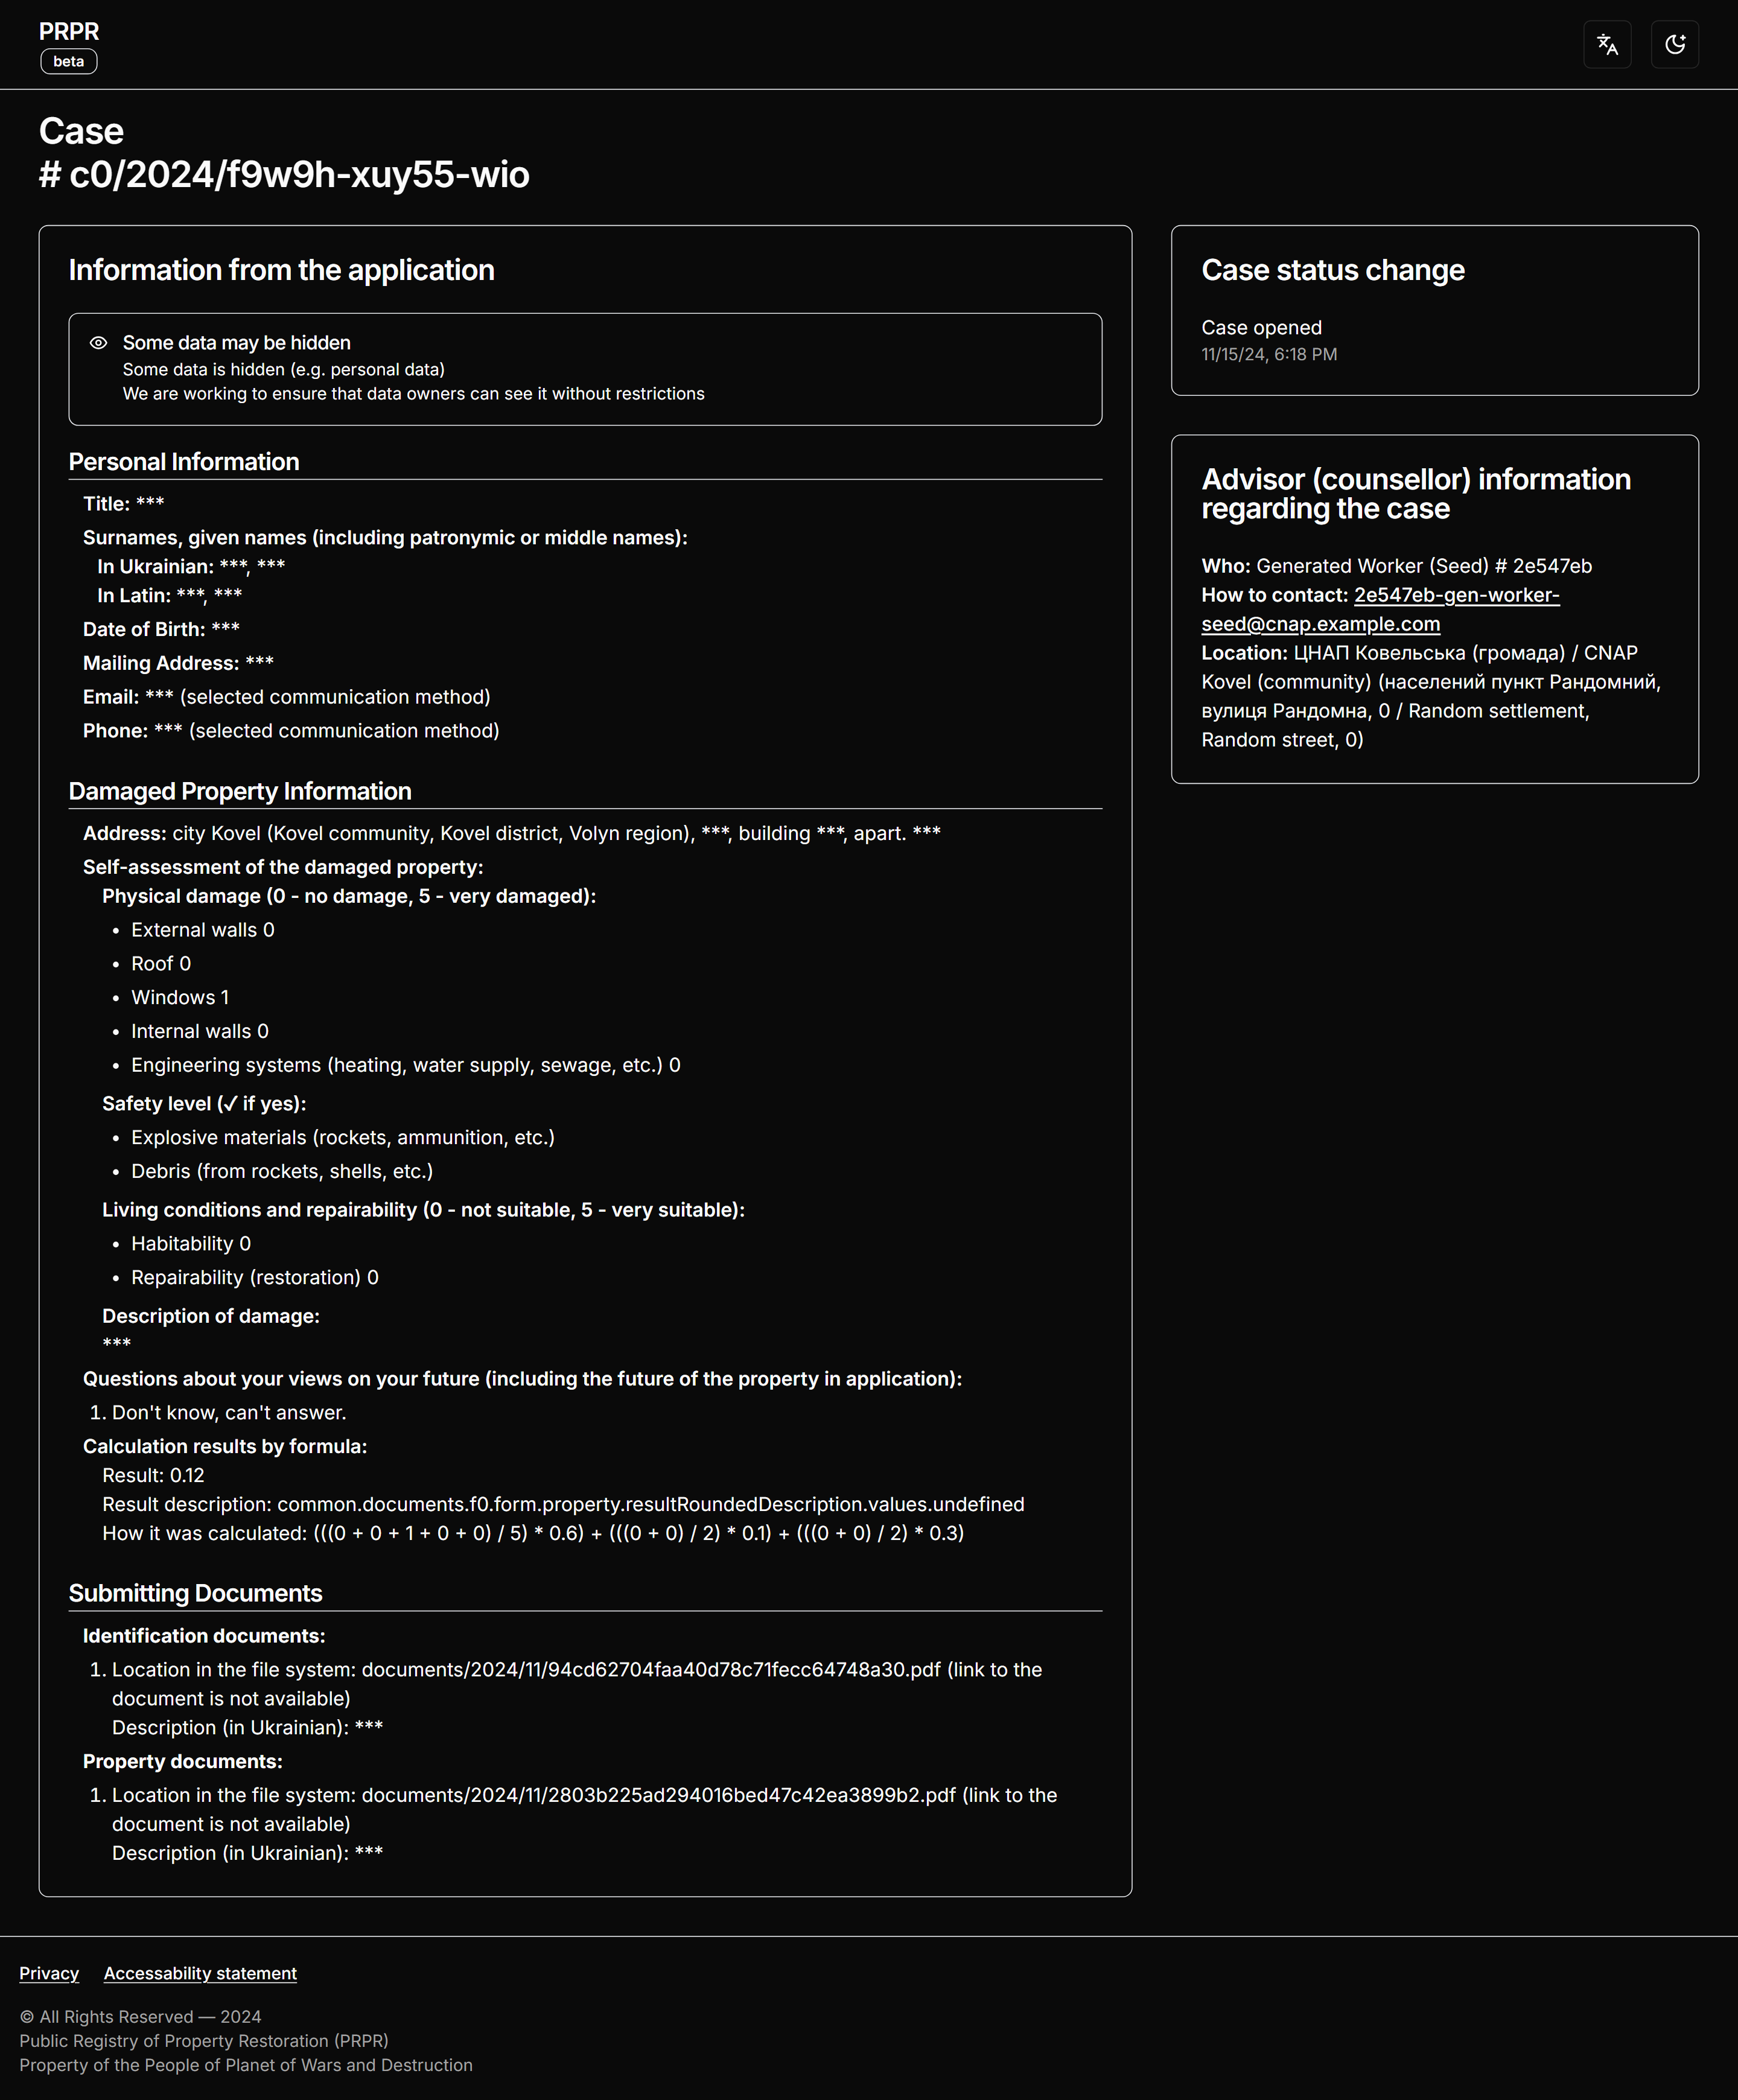 PRPR
beta
Case
# c0/2024/f9w9h-xuy55-wio
Information from the application
Some data may be hidden
Some data is hidden (e.g. personal data)
We are working to ensure that data owners can see it without restrictions
Personal Information
Title: ***
Surnames, given names (including patronymic or middle names):
In Ukrainian: ***, ***
In Latin: ***, ***
Date of Birth: ***
Mailing Address: ***
Email: *** (selected communication method)
Phone: *** (selected communication method)
Damaged Property Information
Address: city Kovel (Kovel community, Kovel district, Volyn region), ***, building ***, apart. ***
Self-assessment of the damaged property:
Physical damage (0 - no damage, 5 - very damaged):
• External walls 0
• Roof 0
• Windows 1
• Internal walls 0
• Engineering systems (heating, water supply, sewage, etc.) 0
Safety level (✓ if yes):
• Explosive materials (rockets, ammunition, etc.)
• Debris (from rockets, shells, etc.)
Living conditions and repairability (0 - not suitable, 5 - very suitable):
• Habitability 0
• Repairability (restoration) 0
Description of damage:
***
Questions about your views on your future (including the future of the property in application):
1. Don't know, can't answer.
Calculation results by formula:
Result: 0.12
Result description: common.documents.f0.form.property.resultRoundedDescription.values.undefined
How it was calculated: (((0 + 0 + 1 + 0 + 0) / 5) * 0.6) + (((0 + 0) / 2) * 0.1) + (((0 + 0) / 2) * 0.3)
Submitting Documents
Identification documents:
1. Location in the file system: documents/2024/11/94cd62704faa40d78c71fecc64748a30.pdf (link to the
document is not available)
Description (in Ukrainian): ***
Property documents:
1. Location in the file system: documents/2024/11/2803b225ad294016bed47c42ea3899b2.pdf (link to the
document is not available)
Description (in Ukrainian): ***
Case status change
Case opened
11/15/24, 6:18 PM
Advisor (counsellor) information
regarding the case
Who: Generated Worker (Seed) # 2e547eb
How to contact: 2e547eb-gen-worker-
seed@cnap.example.com
Location: ЦНАП Ковельська (громада) / CNAP
Kovel (community) (населений пункт Рандомний,
вулиця Рандомна, 0 / Random settlement,
Random street, 0)
Privacy Accessability statement
© All Rights Reserved — 2024
Public Registry of Property Restoration (PRPR)
Property of the People of Planet of Wars and Destruction